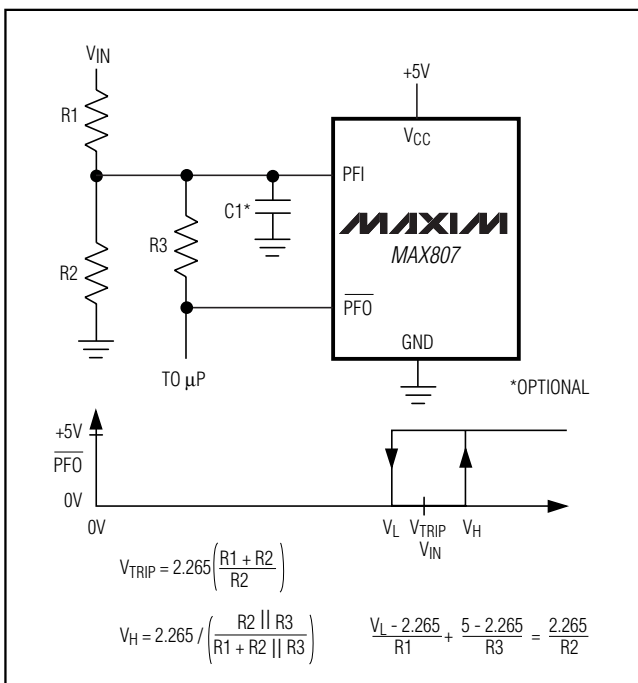 VIN
R1
+5V
VCC
PFI
C1*
R3
MAXIM
MAX807
R2
PFO
GND
TO µP
*OPTIONAL
+5V
PFO
0V
0V
VL VTRIP VH
VIN
VTRIP = 2.265(R1 + R2 / R2)
VH = 2.265 / (R2 || R3 / R1 + R2 || R3) VL - 2.265 / R1 + 5 - 2.265 / R3 = 2.265 / R2